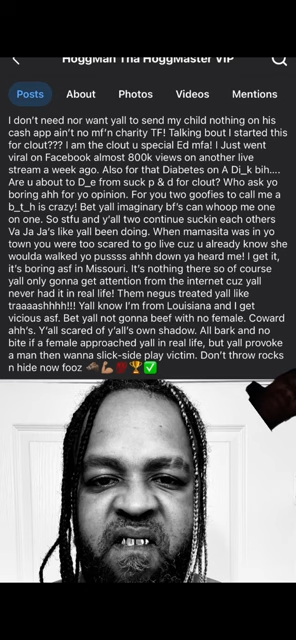 HoggMan Tha HoggMaster VIP
Posts About Photos Videos Mentions
I don't need nor want yall to send my child nothing on his
cash app ain't no mf'n charity TF! Talking bout I started this
for clout??? I am the clout u special Ed mfa! I Just went
viral on Facebook almost 800k views on another live
stream a week ago. Also for that Diabetes on A Di_k bih....
Are u about to D_e from suck p & d for clout? Who ask yo
boring ahh for yo opinion. For you two goofies to call me a
b_t_h is crazy! Bet yall imaginary bf's can whoop me one
on one. So stfu and y'all two continue suckin each others
Va Ja Ja's like yall been doing. When mamasita was in yo
town you were too scared to go live cuz u already know she
woulda walked yo pussss ahhh down ya heard me! I get it,
it's boring asf in Missouri. It's nothing there so of course
yall only gonna get attention from the internet cuz yall
never had it in real life! Them negus treated yall like
traaaashhhhh!!! Yall know I'm from Louisiana and I get
vicious asf. Bet yall not gonna beef with no female. Coward
ahh's. Y'all scared of y'all's own shadow. All bark and no
bite if a female approached yall in real life, but yall provoke
a man then wanna slick-side play victim. Don't throw rocks
n hide now fooz